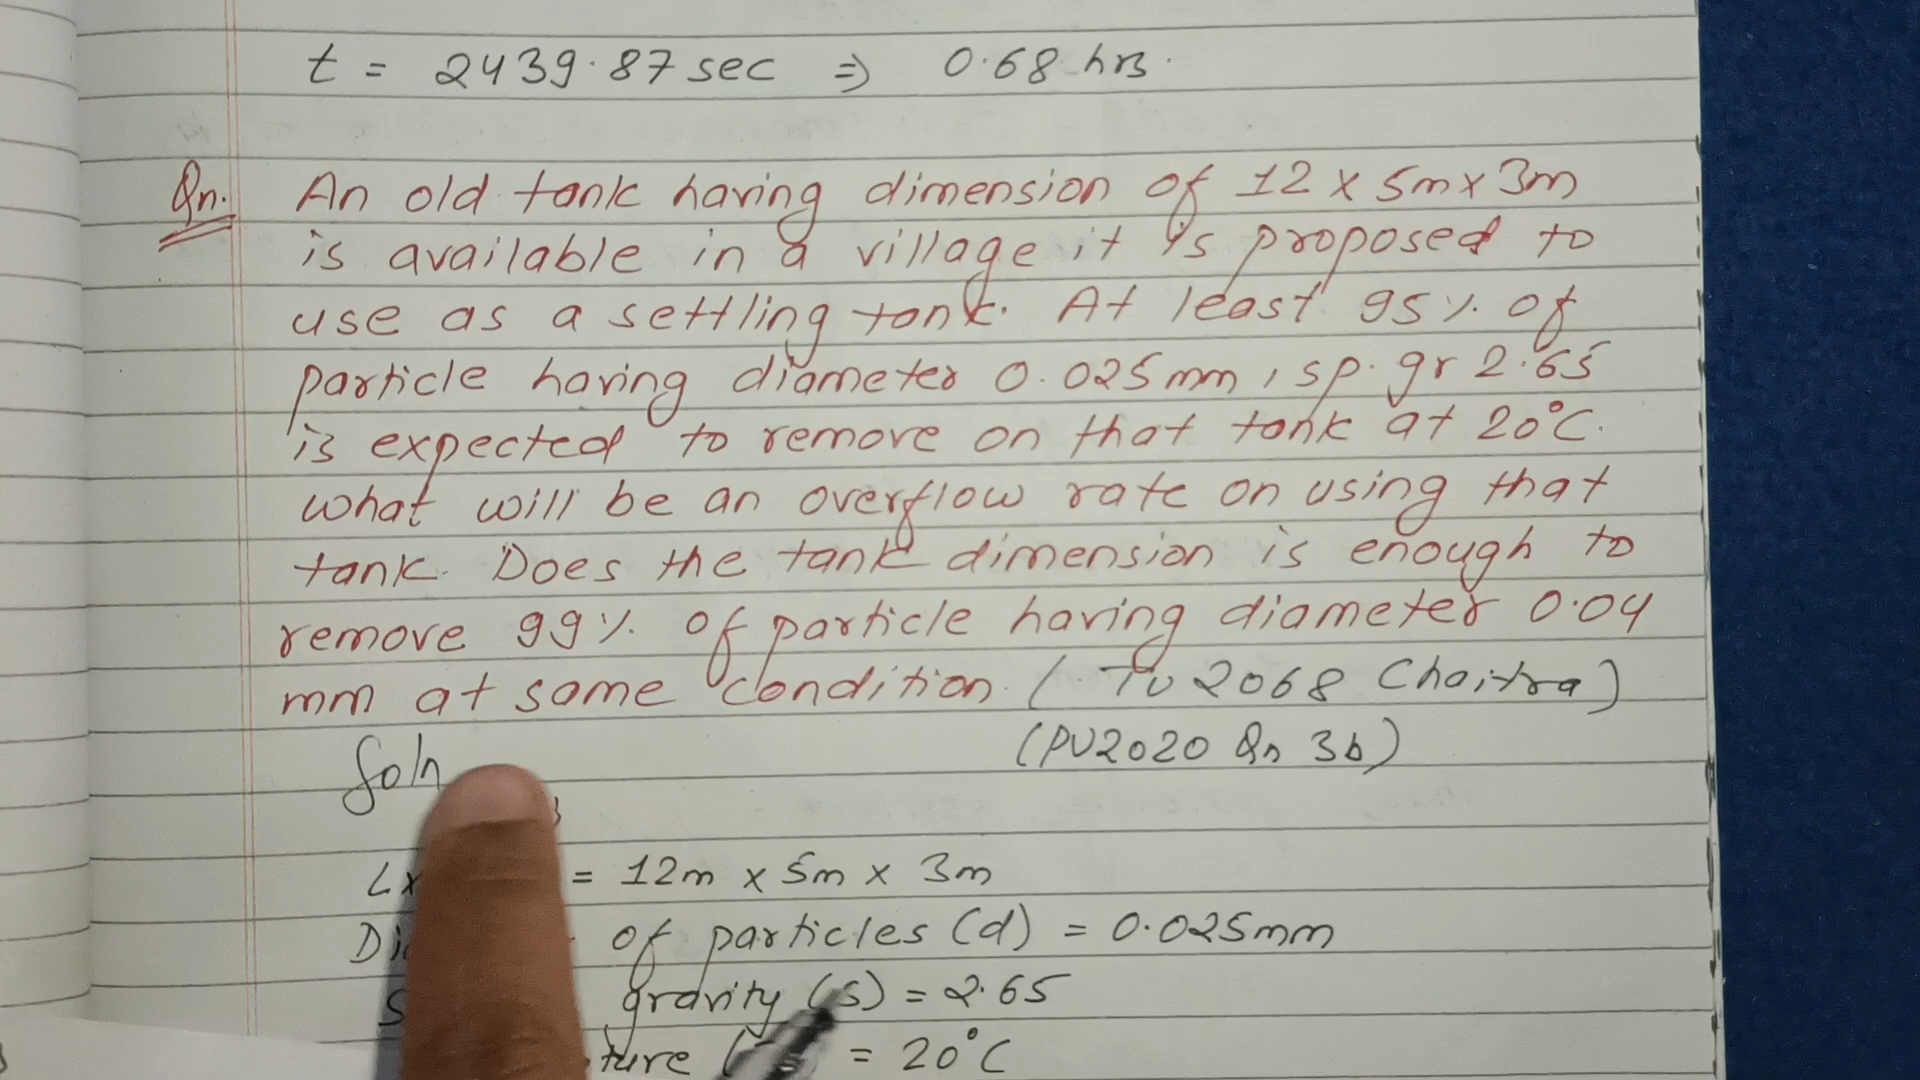 t = 2439.87 sec ⇒ 0.68 hrs.
Qn. An old tank having dimension of 12 x 5m x 3m
is available in a village it is proposed to
use as a settling tank. At least 95% of
particle having diameter 0.025 mm, sp. gr 2.65
is expected to remove on that tank at 20°C.
What will be an overflow rate on using that
tank. Does the tank dimension is enough to
remove 99% of particle having diameter 0.04
mm at same condition. (TU 2068 Chaitra)
(PU2020 Qn 3b)
Soln
= 12m x 5m x 3m
of particles (d) = 0.025mm
gravity (s) = 2.65
= 20°C